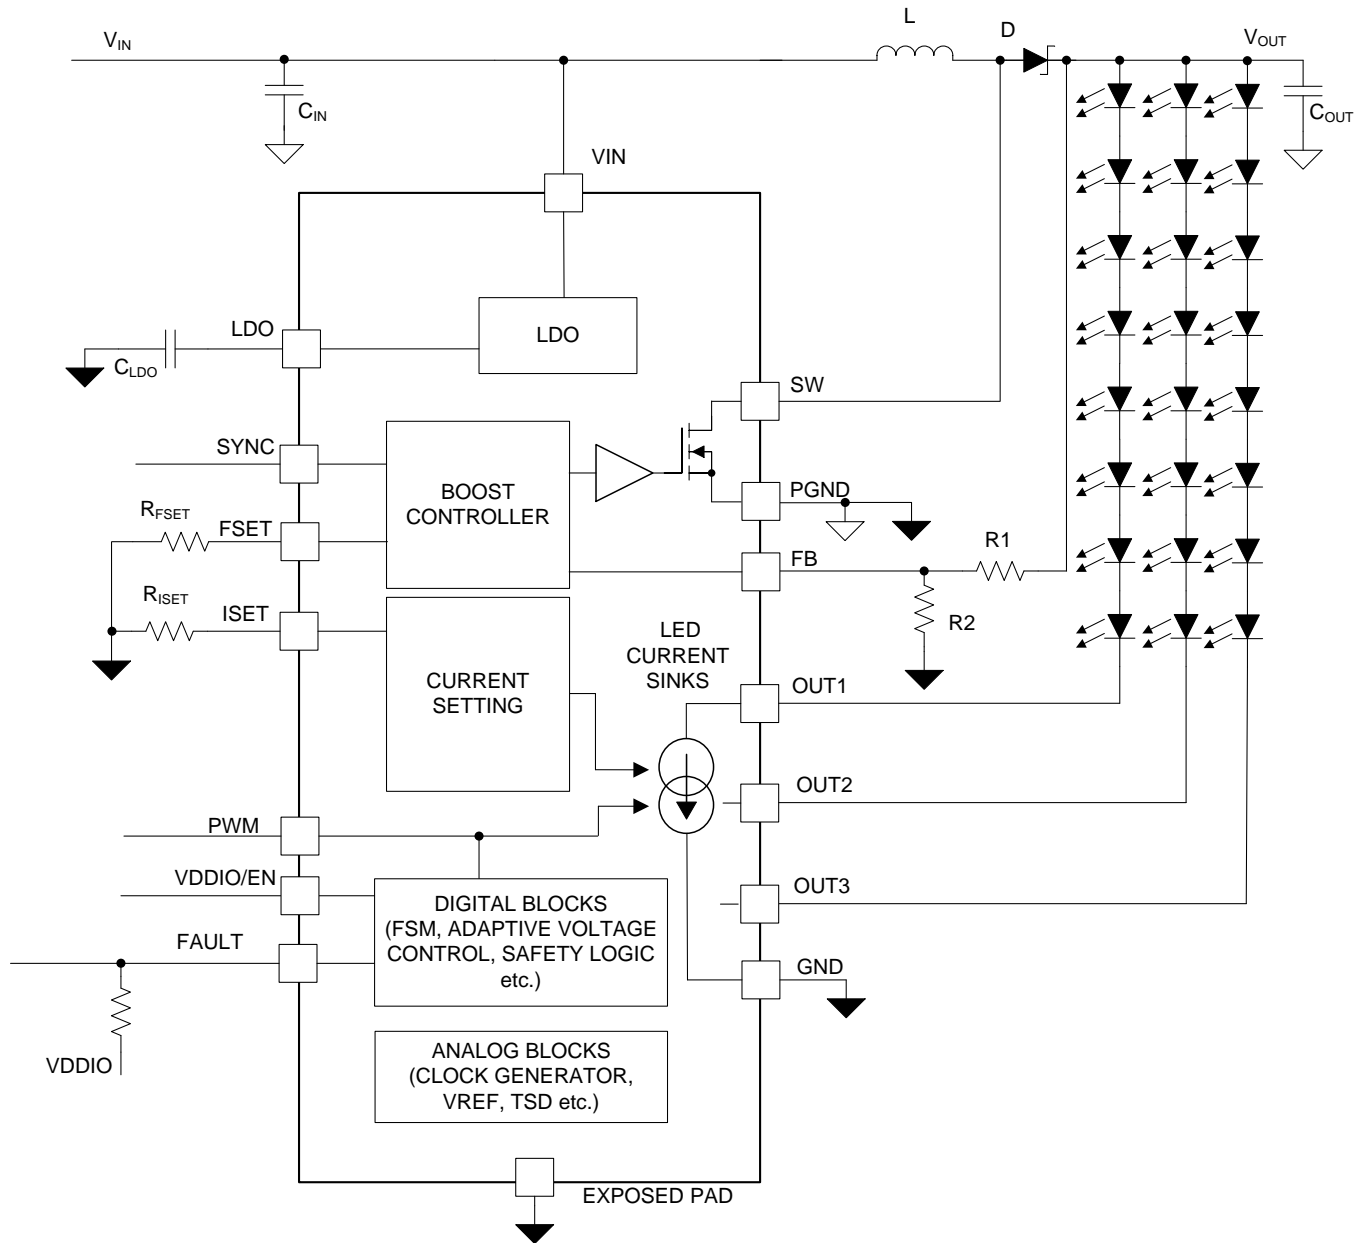 L
D
VIN
VOUT
CIN
COUT
VIN
LDO
LDO
CLDO
SW
SYNC
BOOST
CONTROLLER
PGND
RFSET
FSET
FB
R1
RISET
ISET
R2
LED
CURRENT
SINKS
CURRENT
SETTING
OUT1
OUT2
PWM
VDDIO/EN
OUT3
DIGITAL BLOCKS
(FSM, ADAPTIVE VOLTAGE
CONTROL, SAFETY LOGIC
etc.)
FAULT
GND
VDDIO
ANALOG BLOCKS
(CLOCK GENERATOR,
VREF, TSD etc.)
EXPOSED PAD